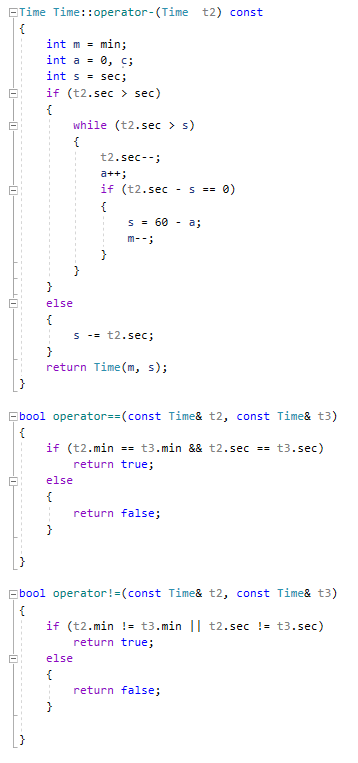 Time Time::operator-(Time  t2) const
{
    int m = min;
    int a = 0, c;
    int s = sec;
    if (t2.sec > sec)
    {
        while (t2.sec > s)
        {
            t2.sec--;
            a++;
            if (t2.sec - s == 0)
            {
                s = 60 - a;
                m--;
            }
        }
    }
    else
    {
        s -= t2.sec;
    }
    return Time(m, s);
}
bool operator==(const Time& t2, const Time& t3)
{
    if (t2.min == t3.min && t2.sec == t3.sec)
        return true;
    else
    {
        return false;
    }
}
bool operator!=(const Time& t2, const Time& t3)
{
    if (t2.min != t3.min || t2.sec != t3.sec)
        return true;
    else
    {
        return false;
    }
}